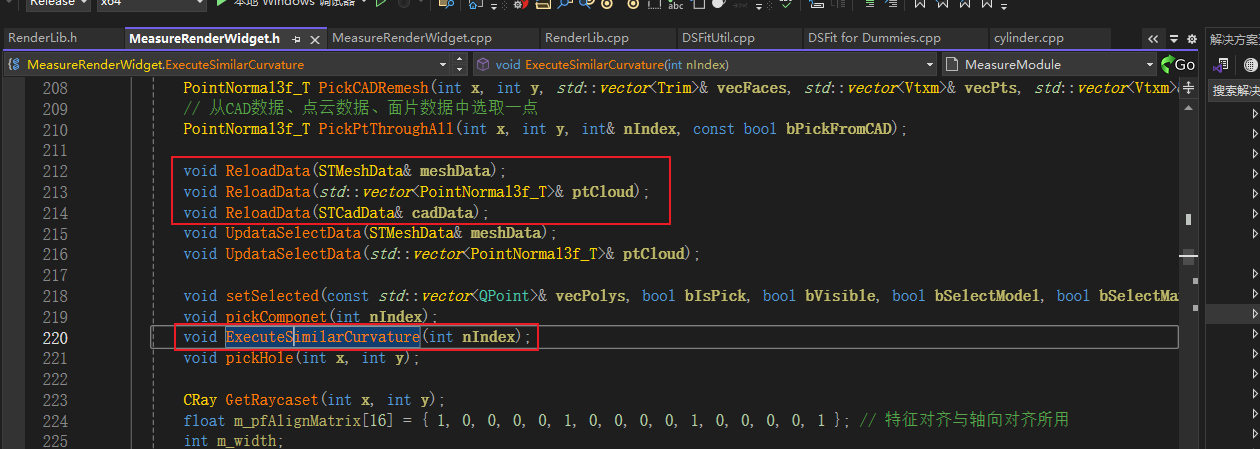 Release x64 本地 Windows 调试器
RenderLib.h MeasureRenderWidget.h MeasureRenderWidget.cpp RenderLib.cpp DSFitUtil.cpp DSFit for Dummies.cpp cylinder.cpp 解决方案
MeasureRenderWidget.ExecuteSimilarCurvature void ExecuteSimilarCurvature(int nIndex) MeasureModule Go
搜索解决
208 PointNormal3f_T PickCADRemesh(int x, int y, std::vector<Trim>& vecFaces, std::vector<Vtxm>& vecPts, std::vector<Vtxm>
209 // 从CAD数据、点云数据、面片数据中选取一点
210 PointNormal3f_T PickPtThroughAll(int x, int y, int& nIndex, const bool bPickFromCAD);
211
212 void ReloadData(STMeshData& meshData);
213 void ReloadData(std::vector<PointNormal3f_T>& ptCloud);
214 void ReloadData(STCadData& cadData);
215 void UpdataSelectData(STMeshData& meshData);
216 void UpdataSelectData(std::vector<PointNormal3f_T>& ptCloud);
217
218 void setSelected(const std::vector<QPoint>& vecPolys, bool bIsPick, bool bVisible, bool bSelectModel, bool bSelectMa
219 void pickComponet(int nIndex);
220 void ExecuteSimilarCurvature(int nIndex);
221 void pickHole(int x, int y);
222
223 CRay GetRaycaset(int x, int y);
224 float m_pfAlignMatrix[16] = { 1, 0, 0, 0, 0, 1, 0, 0, 0, 0, 1, 0, 0, 0, 0, 1 }; // 特征对齐与轴向对齐所用
225 int m_width;